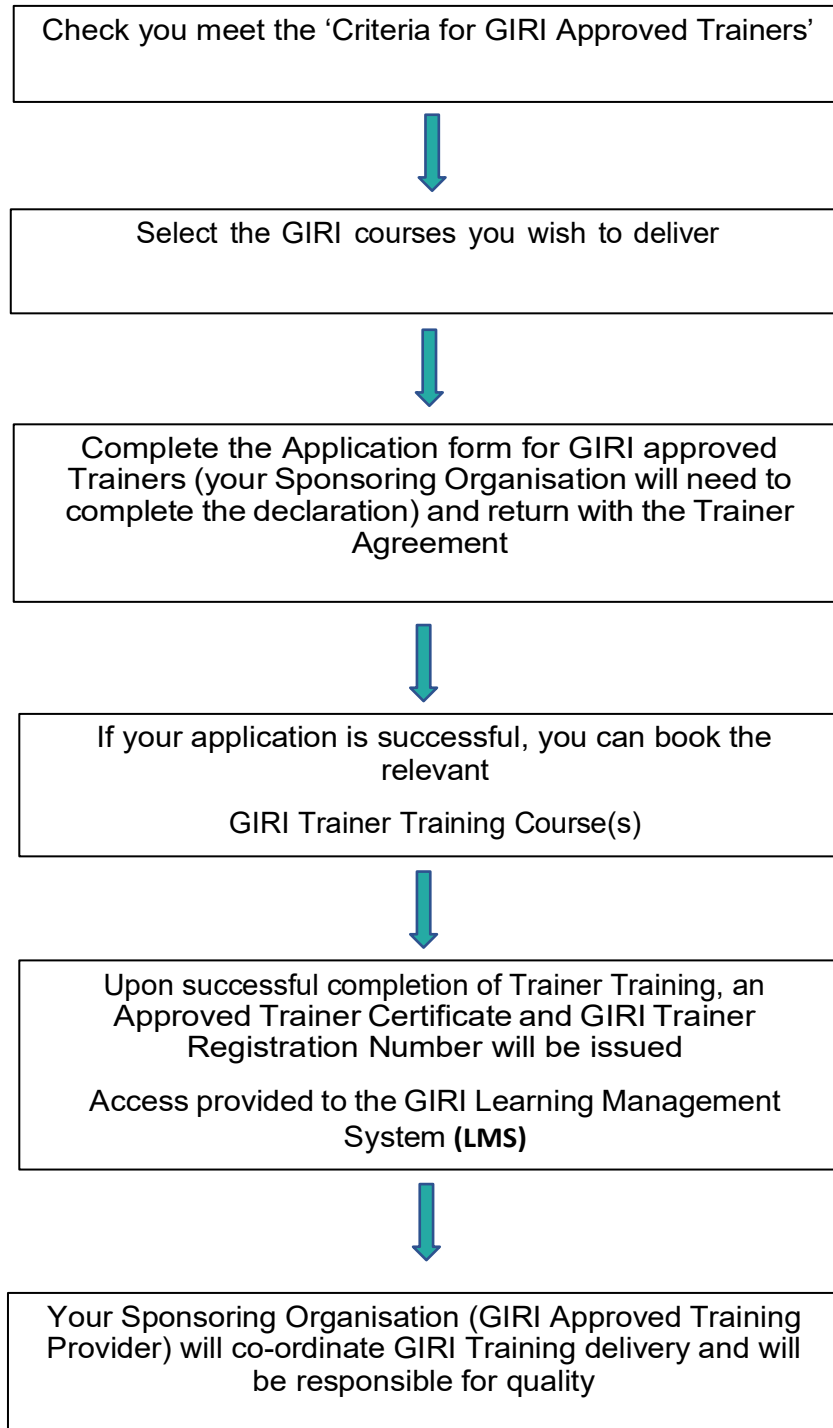 Check you meet the ‘Criteria for GIRI Approved Trainers’
Select the GIRI courses you wish to deliver
Complete the Application form for GIRI approved
Trainers (your Sponsoring Organisation will need to
complete the declaration) and return with the Trainer
Agreement
If your application is successful, you can book the
relevant
GIRI Trainer Training Course(s)
Upon successful completion of Trainer Training, an
Approved Trainer Certificate and GIRI Trainer
Registration Number will be issued
Access provided to the GIRI Learning Management
System (LMS)
Your Sponsoring Organisation (GIRI Approved Training
Provider) will co-ordinate GIRI Training delivery and will
be responsible for quality